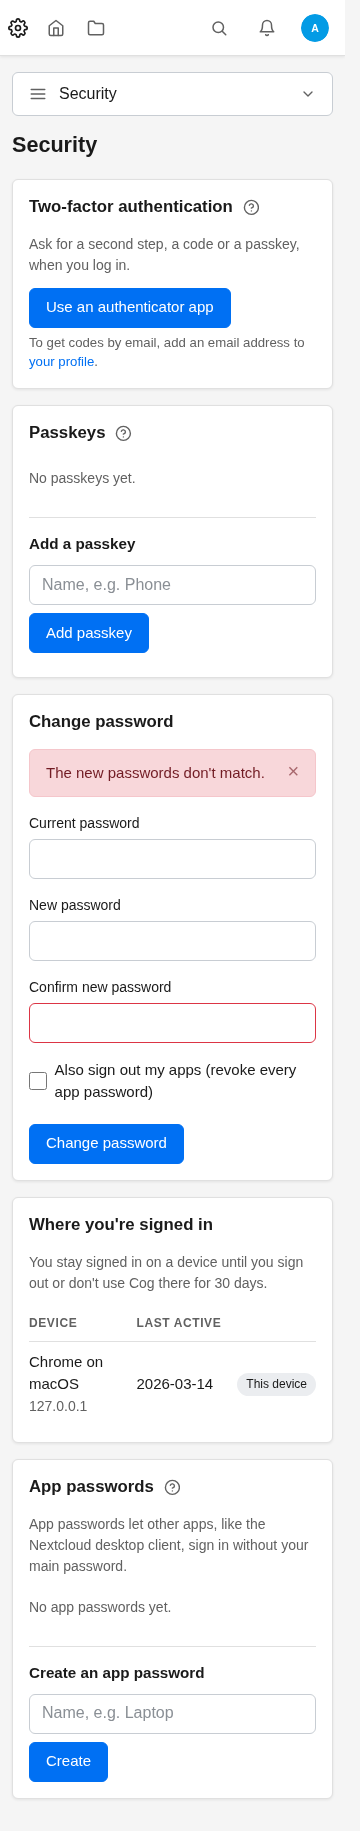 A
Security
Security
Two-factor authentication
Ask for a second step, a code or a passkey,
when you log in.
Use an authenticator app
To get codes by email, add an email address to
your profile.
Passkeys
No passkeys yet.
Add a passkey
Name, e.g. Phone
Add passkey
Change password
The new passwords don't match.
Current password
New password
Confirm new password
Also sign out my apps (revoke every
app password)
Change password
Where you're signed in
You stay signed in on a device until you sign
out or don't use Cog there for 30 days.
DEVICE LAST ACTIVE
Chrome on
macOS 2026-03-14 This device
127.0.0.1
App passwords
App passwords let other apps, like the
Nextcloud desktop client, sign in without your
main password.
No app passwords yet.
Create an app password
Name, e.g. Laptop
Create